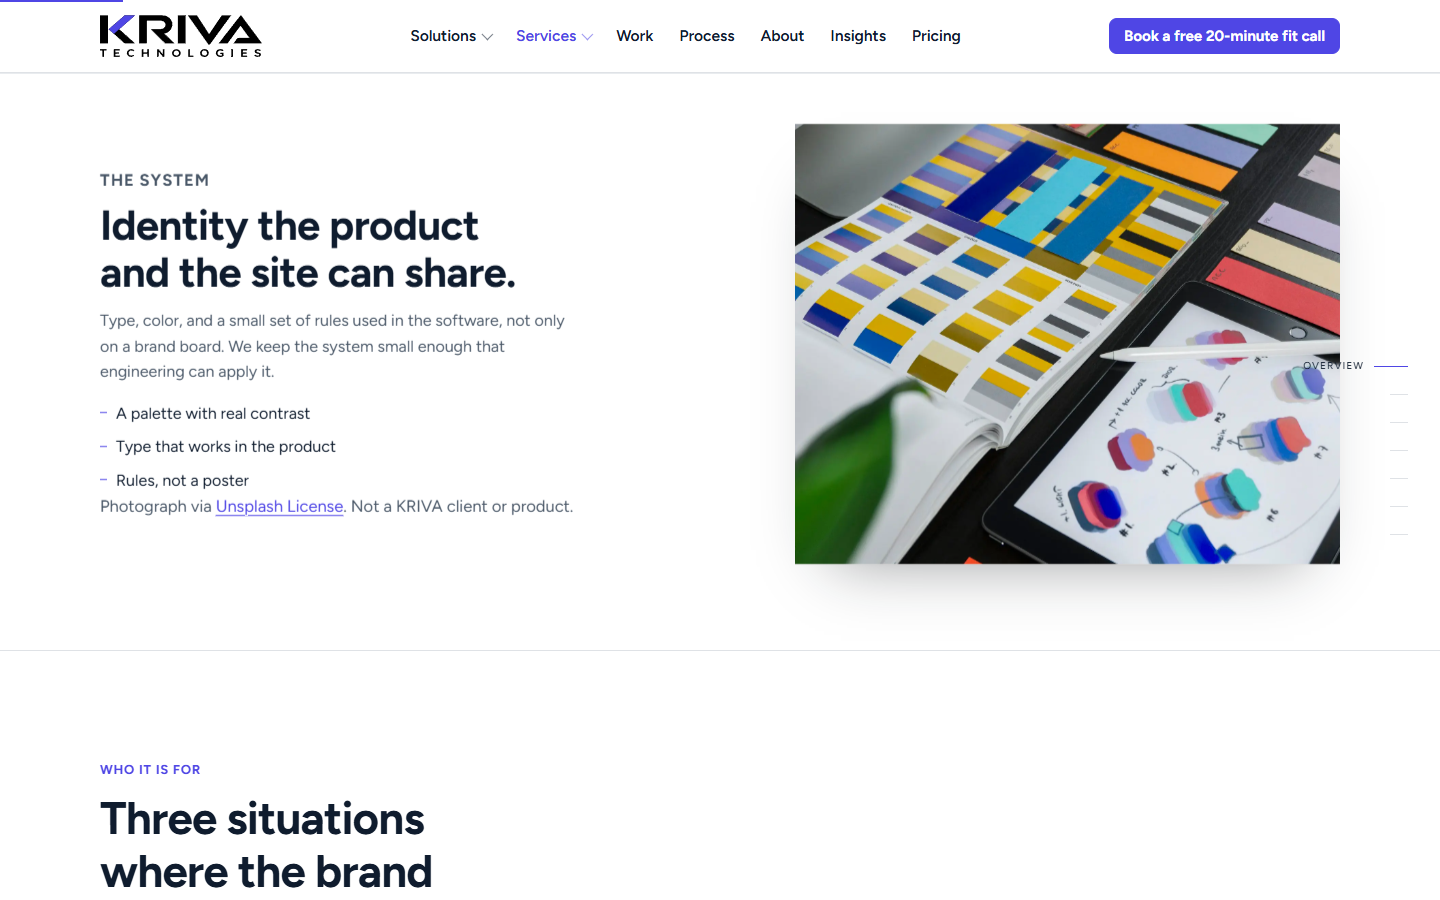 KRIVA
TECHNOLOGIES
Solutions
Services
Work
Process
About
Insights
Pricing
Book a free 20-minute fit call
THE SYSTEM
Identity the product
and the site can share.
Type, color, and a small set of rules used in the software, not only
on a brand board. We keep the system small enough that
engineering can apply it.
A palette with real contrast
Type that works in the product
Rules, not a poster
Photograph via Unsplash License. Not a KRIVA client or product.
OVERVIEW
WHO IT IS FOR
Three situations
where the brand